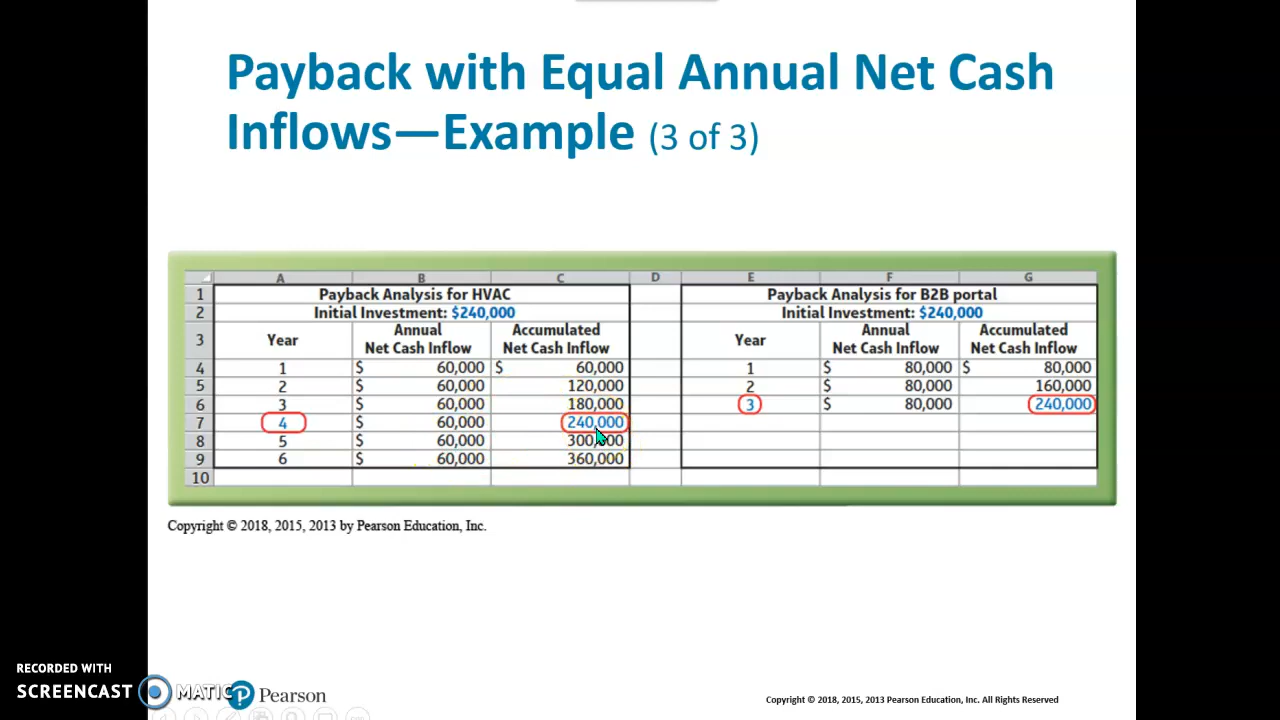 Payback with Equal Annual Net Cash
Inflows—Example (3 of 3)
A B C D E F G
1 Payback Analysis for HVAC Payback Analysis for B2B portal
2 Initial Investment: $240,000 Initial Investment: $240,000
3 Year Annual Net Cash Inflow Accumulated Net Cash Inflow Year Annual Net Cash Inflow Accumulated Net Cash Inflow
4 1 $ 60,000 $ 60,000 1 $ 80,000 $ 80,000
5 2 $ 60,000 120,000 2 $ 80,000 160,000
6 3 $ 60,000 180,000 3 $ 80,000 240,000
7 4 $ 60,000 240,000
8 5 $ 60,000 300,000
9 6 $ 60,000 360,000
10
Copyright © 2018, 2015, 2013 by Pearson Education, Inc.
RECORDED WITH
SCREENCAST MATIC
P Pearson
Copyright © 2018, 2015, 2013 Pearson Education, Inc. All Rights Reserved